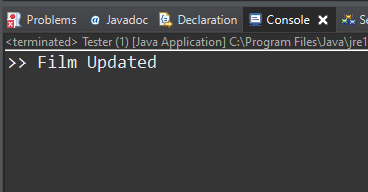 Problems @ Javadoc Declaration Console
<terminated> Tester (1) [Java Application] C:\Program Files\Java\jre1
>> Film Updated